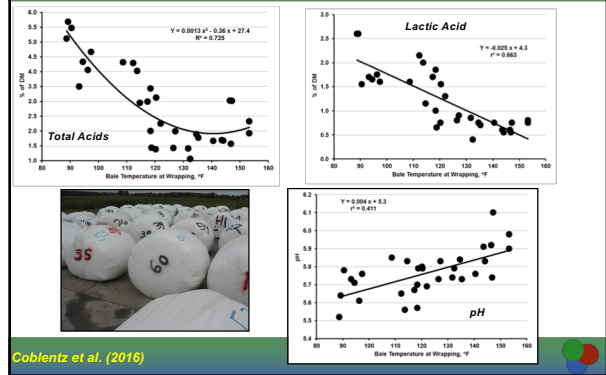 6.0
5.5
5.0
4.5
4.0
3.5
3.0
2.5
2.0
1.5
1.0
% of DM
Y = 0.0013 x² - 0.36 x + 27.4
R² = 0.725
Total Acids
80 90 100 110 120 130 140 150 160
Bale Temperature at Wrapping, ºF
3.0
2.5
2.0
1.5
1.0
0.5
0.0
% of DM
Lactic Acid
Y = -0.025 x + 4.3
r² = 0.663
80 90 100 110 120 130 140 150 160
Bale Temperature at Wrapping, ºF
35
60
6.2
6.1
6.0
5.9
5.8
5.7
5.6
5.5
5.4
pH
Y = 0.004 x + 5.3
r² = 0.411
pH
80 90 100 110 120 130 140 150 160
Bale Temperature at Wrapping, ºF
Coblentz et al. (2016)